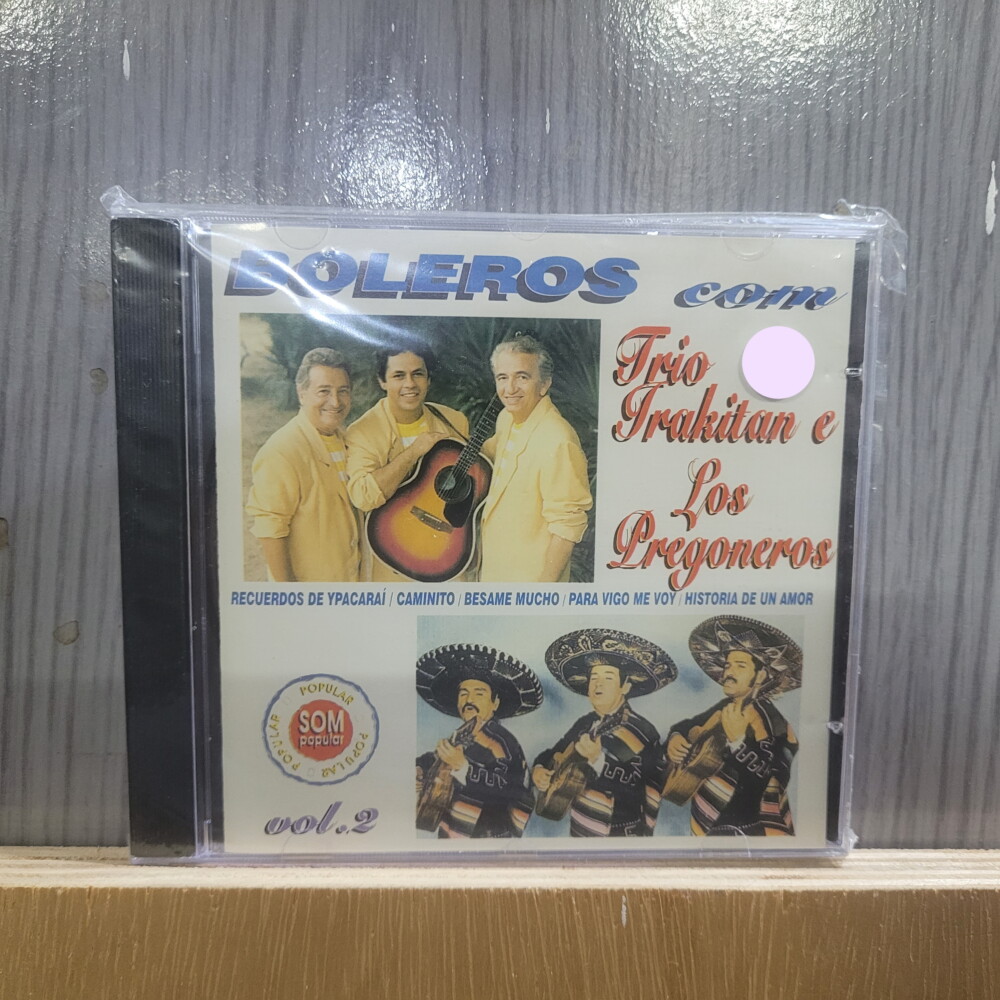 BOLEROS com
Trio
Irakitan e
Los
Pregoneros
RECUERDOS DE YPACARAÍ / CAMINITO / BESAME MUCHO / PARA VIGO ME VOY / HISTORIA DE UN AMOR
POPULAR
SOM
popular
POPULAR
POPULAR
vol.2